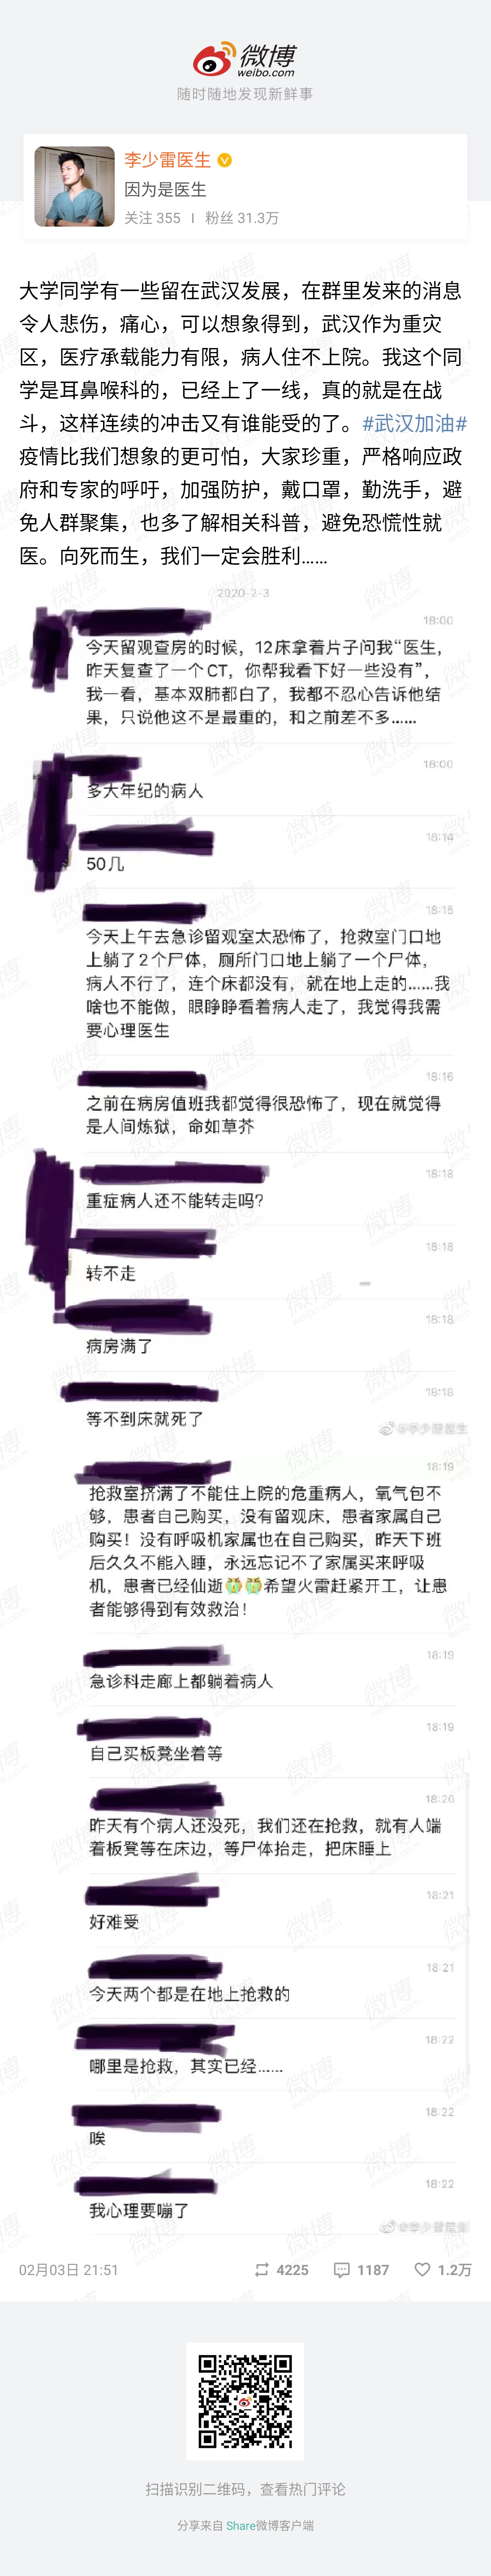 微博
weibo.com
随时随地发现新鲜事
李少雷医生
因为是医生
关注 355 | 粉丝 31.3万
大学同学有一些留在武汉发展，在群里发来的消息
令人悲伤，痛心，可以想象得到，武汉作为重灾
区，医疗承载能力有限，病人住不上院。我这个同
学是耳鼻喉科的，已经上了一线，真的就是在战
斗，这样连续的冲击又有谁能受的了。#武汉加油#
疫情比我们想象的更可怕，大家珍重，严格响应政
府和专家的呼吁，加强防护，戴口罩，勤洗手，避
免人群聚集，也多了解相关科普，避免恐慌性就
医。向死而生，我们一定会胜利......
2020-2-3
18:00
今天留观查房的时候，12床拿着片子问我“医生，
昨天复查了一个CT，你帮我看下好一些没有”，
我一看，基本双肺都白了，我都不忍心告诉他结
果，只说他这不是最重的，和之前差不多......
18:00
多大年纪的病人
18:14
50几
18:15
今天上午去急诊留观室太恐怖了，抢救室门口地
上躺了2个尸体，厕所门口地上躺了一个尸体，
病人不行了，连个床都没有，就在地上走的......我
啥也不能做，眼睁睁看着病人走了，我觉得我需
要心理医生
18:16
之前在病房值班我都觉得很恐怖了，现在就觉得
是人间炼狱，命如草芥
18:18
重症病人还不能转走吗?
18:18
转不走
18:18
病房满了
18:18
等不到床就死了
@李少雷医生
18:19
抢救室挤满了不能住上院的危重病人，氧气包不
够，患者自己购买，没有留观床，患者家属自己
购买！没有呼吸机家属也在自己购买，昨天下班
后久久不能入睡，永远忘记不了家属买来呼吸
机，患者已经仙逝😭😭希望火雷赶紧开工，让患
者能够得到有效救治！
18:19
急诊科走廊上都躺着病人
18:19
自己买板凳坐着等
18:20
昨天有个病人还没死，我们还在抢救，就有人端
着板凳等在床边，等尸体抬走，把床睡上
18:21
好难受
18:21
今天两个都是在地上抢救的
18:22
哪里是抢救，其实已经......
18:22
唉
18:22
我心理要嘣了
@李少雷医生
02月03日 21:51 4225 1187 1.2万
扫描识别二维码，查看热门评论
分享来自 Share微博客户端